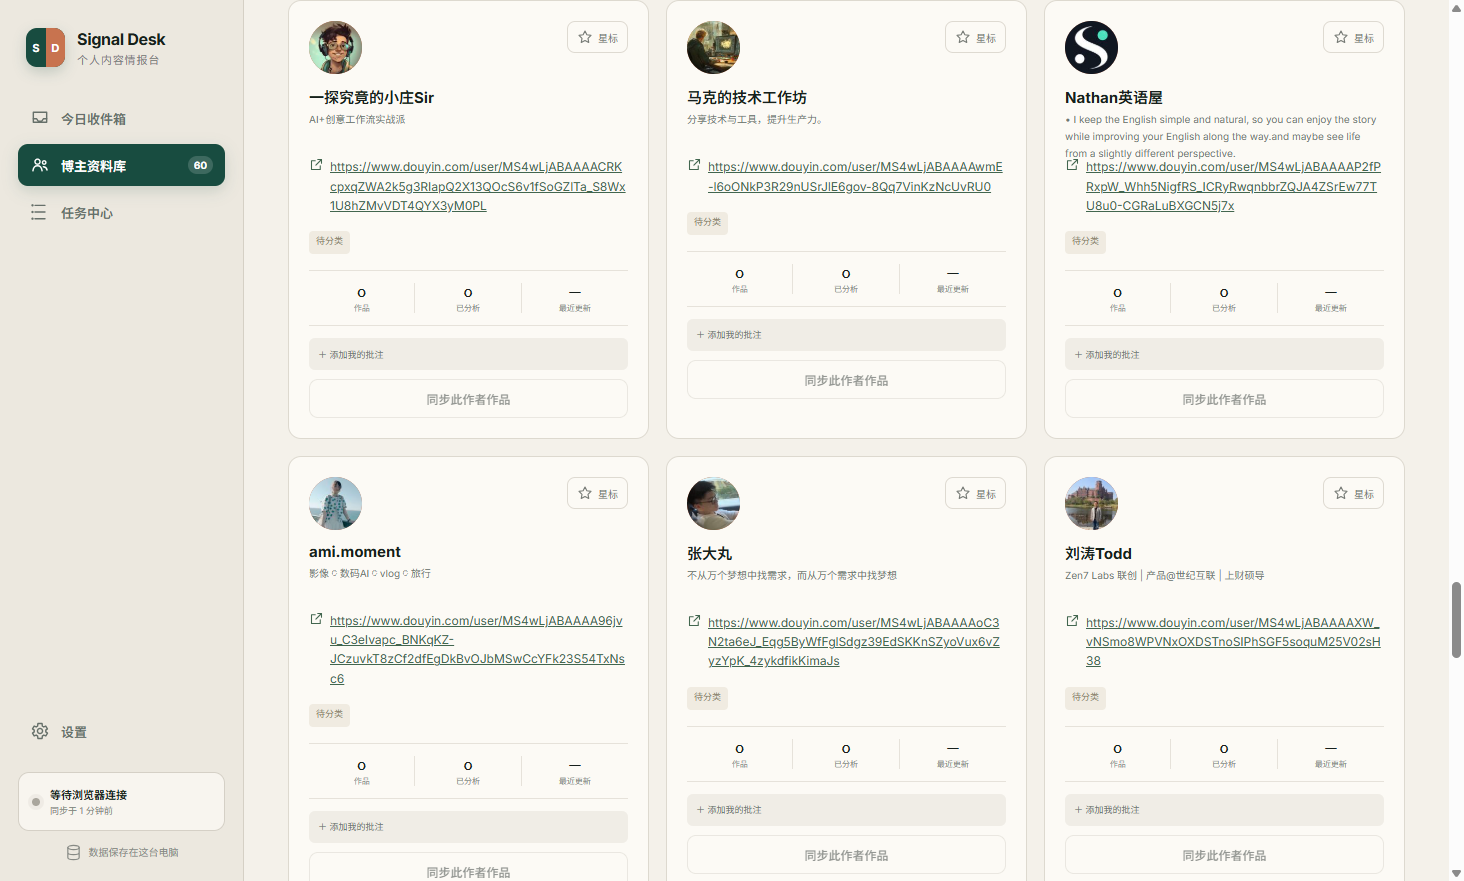 S D
Signal Desk
个人内容情报台
今日收件箱
博主资料库 60
任务中心
设置
等待浏览器连接
同步于 1 分钟前
数据保存在这台电脑
星标
一探究竟的小庄Sir
AI+创意工作流实战派
https://www.douyin.com/user/MS4wLjABAAAACRK
cpxqZWA2k5g3RIapQ2X13QOcS6v1fSoGZlTa_S8Wx
1U8hZMvVDT4QYX3yM0PL
待分类
0 0 —
作品 已分析 最近更新
+ 添加我的批注
同步此作者作品
星标
马克的技术工作坊
分享技术与工具，提升生产力。
https://www.douyin.com/user/MS4wLjABAAAAwmE
-I6oONkP3R29nUSrJIE6gov-8Qq7VinKzNcUvRU0
待分类
0 0 —
作品 已分析 最近更新
+ 添加我的批注
同步此作者作品
星标
Nathan英语屋
• I keep the English simple and natural, so you can enjoy the story
while improving your English along the way.and maybe see life
from a slightly different perspective.
https://www.douyin.com/user/MS4wLjABAAAAP2fP
RxpW_Whh5NigfRS_ICRyRwqnbbrZQJA4ZSrEw77T
U8u0-CGRaLuBXGCN5j7x
待分类
0 0 —
作品 已分析 最近更新
+ 添加我的批注
同步此作者作品
星标
ami.moment
影像 ॰ 数码AI ॰ vlog ॰ 旅行
https://www.douyin.com/user/MS4wLjABAAAA96jv
u_C3eIvapc_BNKqKZ-
JCzuvkT8zCf2dfEgDkBvOJbMSwCcYFk23S54TxNs
c6
待分类
0 0 —
作品 已分析 最近更新
+ 添加我的批注
同步此作者作品
星标
张大丸
不从万个梦想中找需求，而从万个需求中找梦想
https://www.douyin.com/user/MS4wLjABAAAAoC3
N2ta6eJ_Eqg5ByWfFglSdgz39EdSKKnSZyoVux6vZ
yzYpK_4zykdfikKimaJs
待分类
0 0 —
作品 已分析 最近更新
+ 添加我的批注
同步此作者作品
星标
刘涛Todd
Zen7 Labs 联创 | 产品@世纪互联 | 上财硕导
https://www.douyin.com/user/MS4wLjABAAAAXW_
vNSmo8WPVNxOXDSTnoSIPhSGF5soquM25V02sH
38
待分类
0 0 —
作品 已分析 最近更新
+ 添加我的批注
同步此作者作品